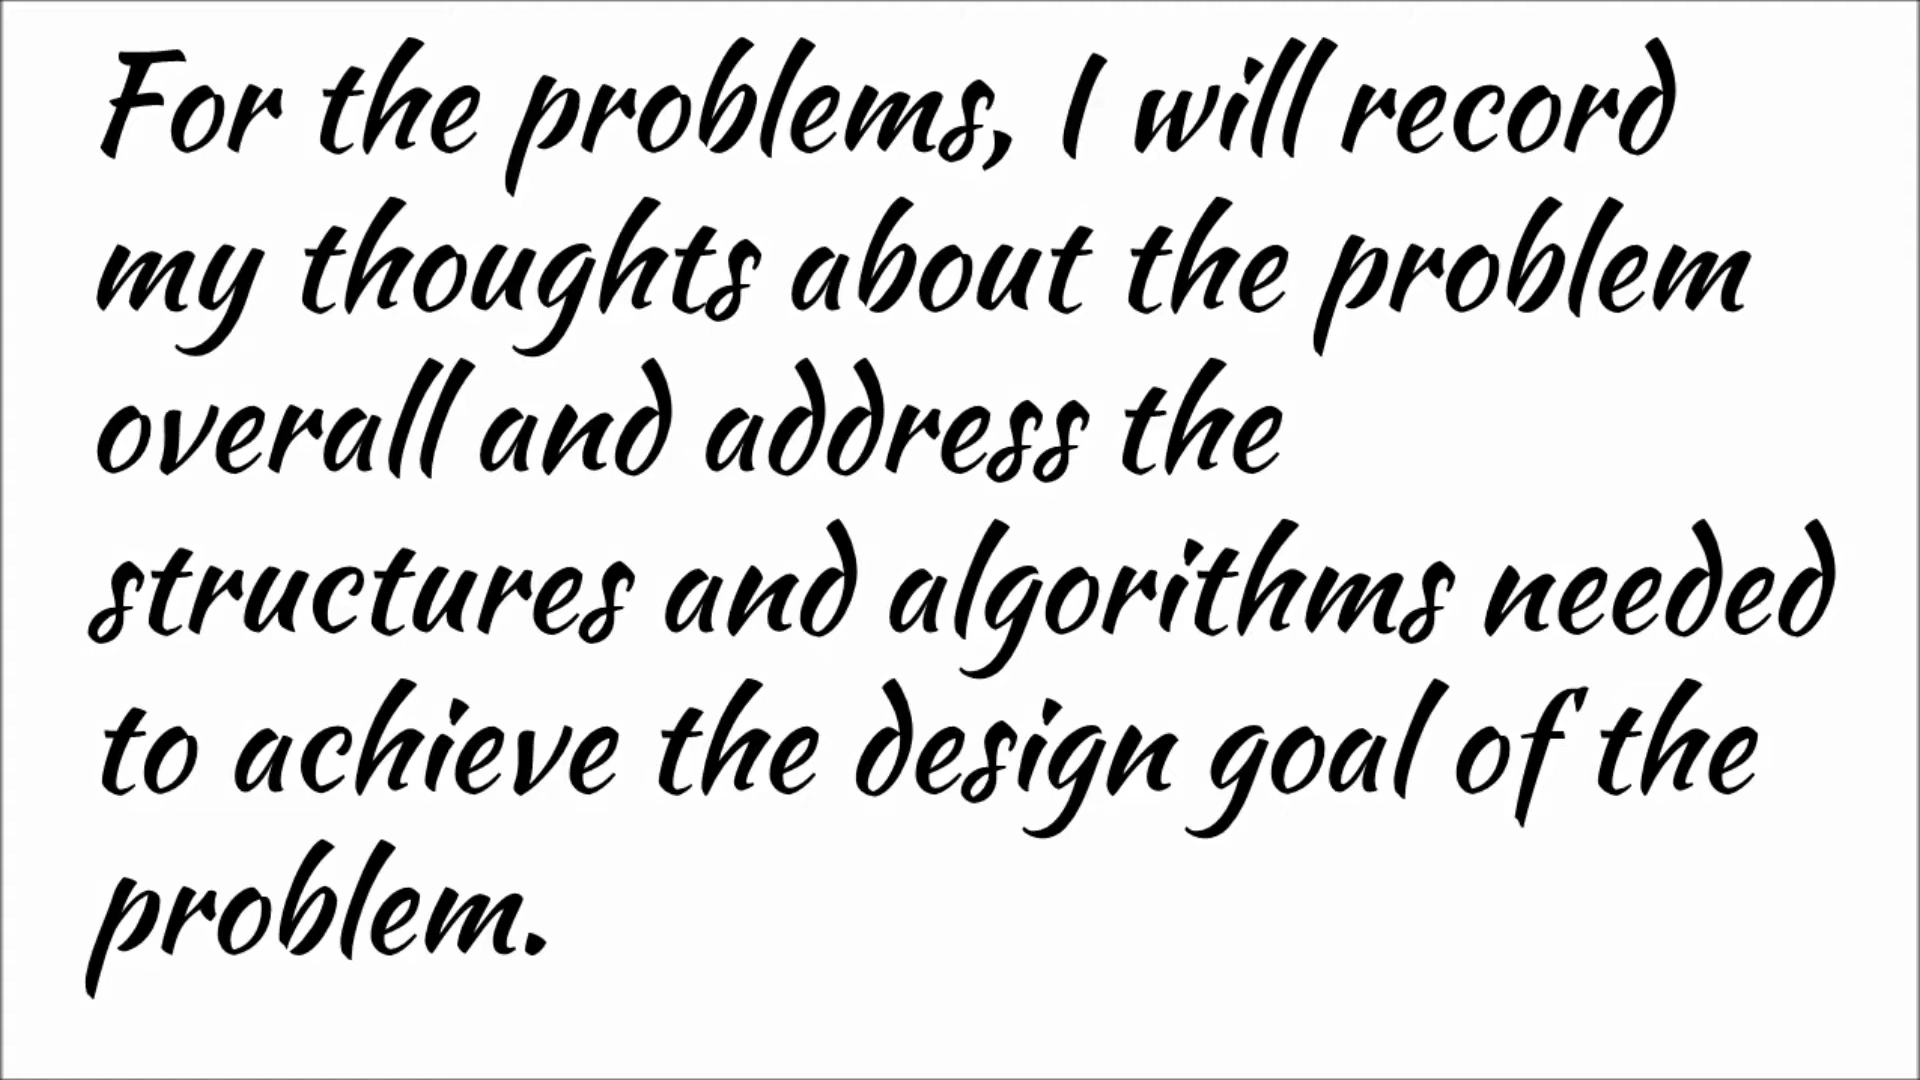 For the problems, I will record
my thoughts about the problem
overall and address the
structures and algorithms needed
to achieve the design goal of the
problem.